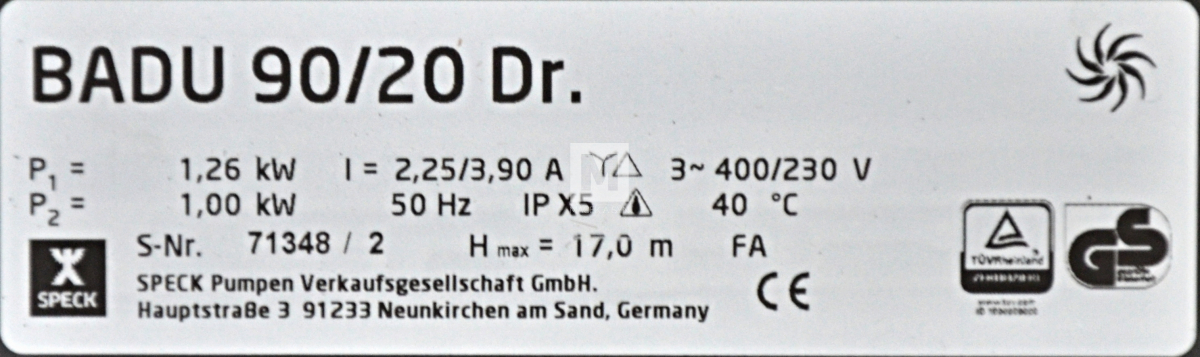 BADU 90/20 Dr.
P₁ = 1,26 kW I = 2,25/3,90 A Y△ 3~ 400/230 V
P₂ = 1,00 kW 50 Hz IP X5 40 °C
S-Nr. 71348 / 2 H max = 17,0 m FA
SPECK
SPECK Pumpen Verkaufsgesellschaft GmbH.
Hauptstraße 3 91233 Neunkirchen am Sand, Germany
CE
TÜVRheinland
GS
M